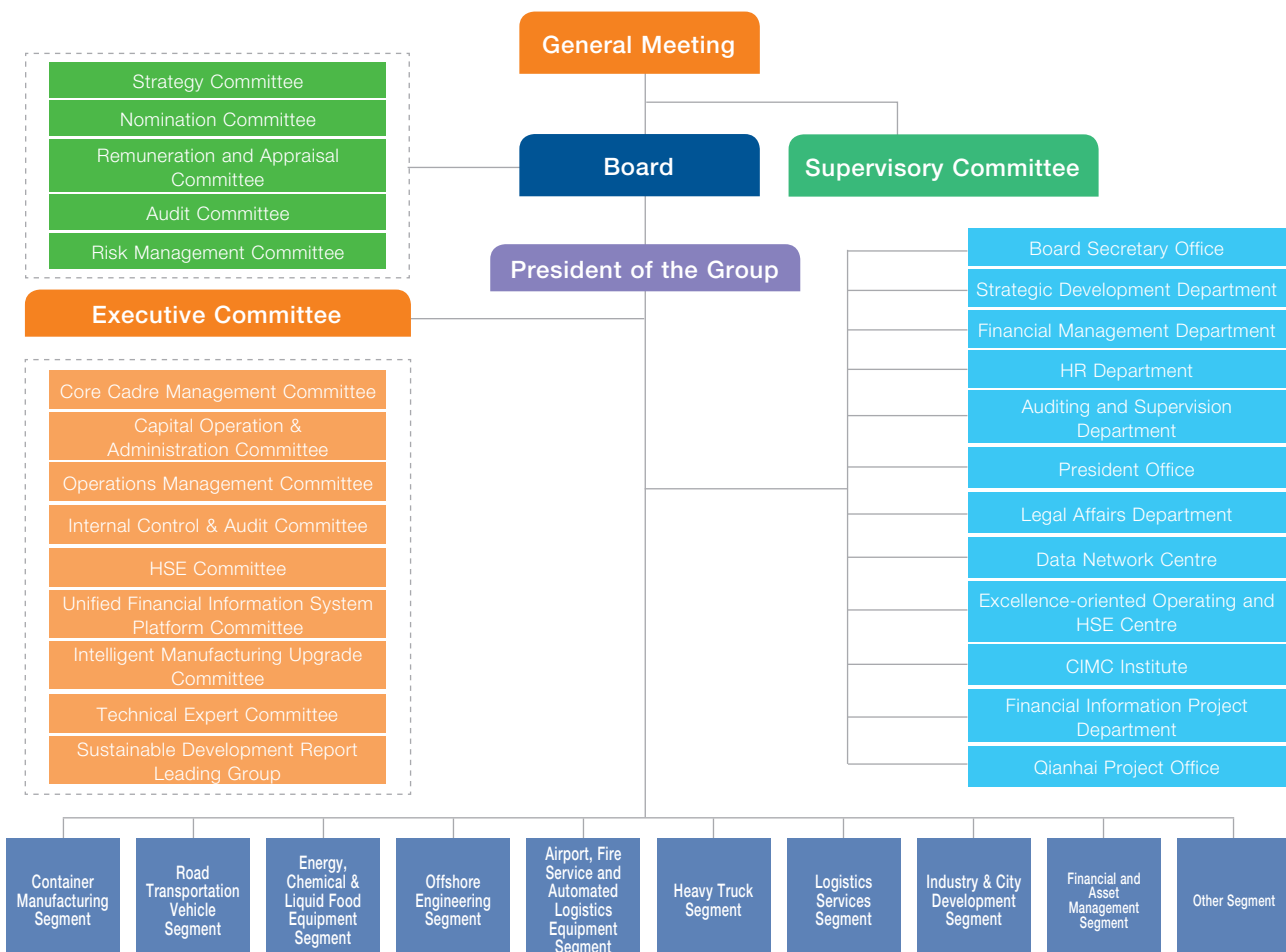 General Meeting
Strategy Committee
Nomination Committee
Remuneration and Appraisal
Committee
Audit Committee
Risk Management Committee
Board
Supervisory Committee
President of the Group
Executive Committee
Core Cadre Management Committee
Capital Operation &
Administration Committee
Operations Management Committee
Internal Control & Audit Committee
HSE Committee
Unified Financial Information System
Platform Committee
Intelligent Manufacturing Upgrade
Committee
Technical Expert Committee
Sustainable Development Report
Leading Group
Board Secretary Office
Strategic Development Department
Financial Management Department
HR Department
Auditing and Supervision
Department
President Office
Legal Affairs Department
Data Network Centre
Excellence-oriented Operating and
HSE Centre
CIMC Institute
Financial Information Project
Department
Qianhai Project Office
Container
Manufacturing
Segment
Road
Transportation
Vehicle
Segment
Energy,
Chemical &
Liquid Food
Equipment
Segment
Offshore
Engineering
Segment
Airport, Fire
Service and
Automated
Logistics
Equipment
Segment
Heavy Truck
Segment
Logistics
Services
Segment
Industry & City
Development
Segment
Financial and
Asset
Management
Segment
Other Segment